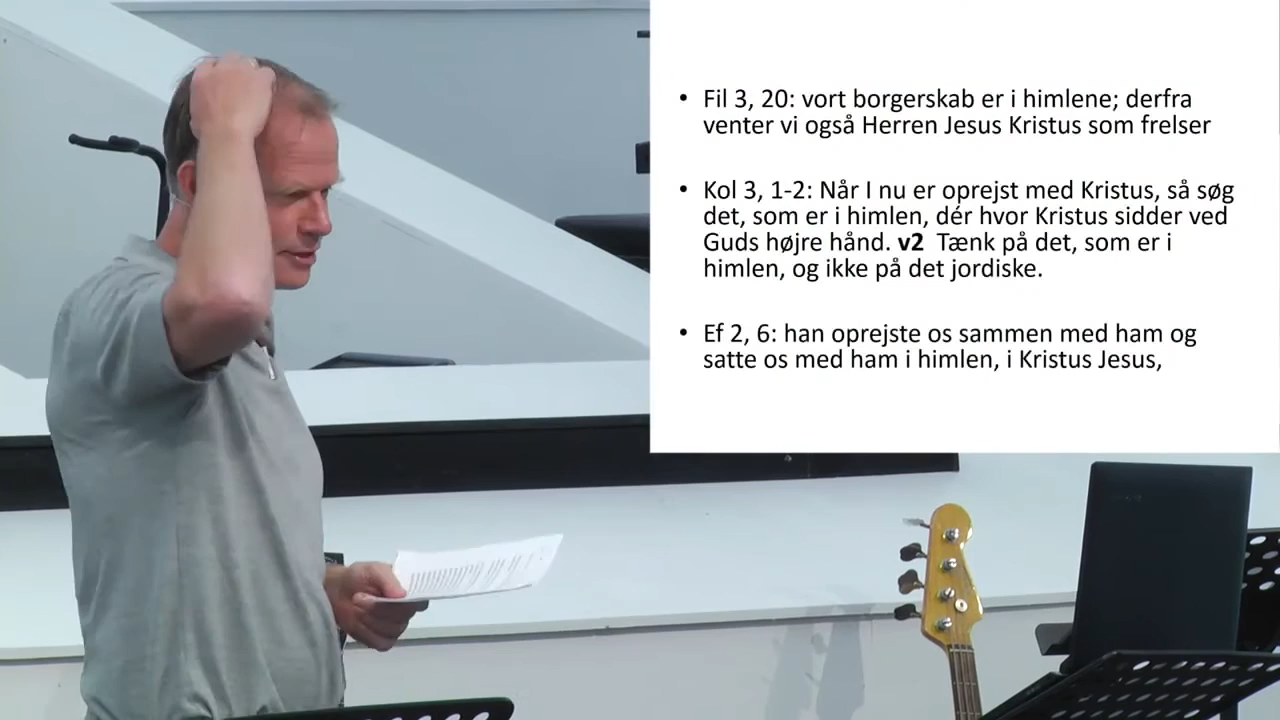 • Fil 3, 20: vort borgerskab er i himlene; derfra
venter vi også Herren Jesus Kristus som frelser
• Kol 3, 1-2: Når I nu er oprejst med Kristus, så søg
det, som er i himlen, dér hvor Kristus sidder ved
Guds højre hånd. v2 Tænk på det, som er i
himlen, og ikke på det jordiske.
• Ef 2, 6: han oprejste os sammen med ham og
satte os med ham i himlen, i Kristus Jesus,